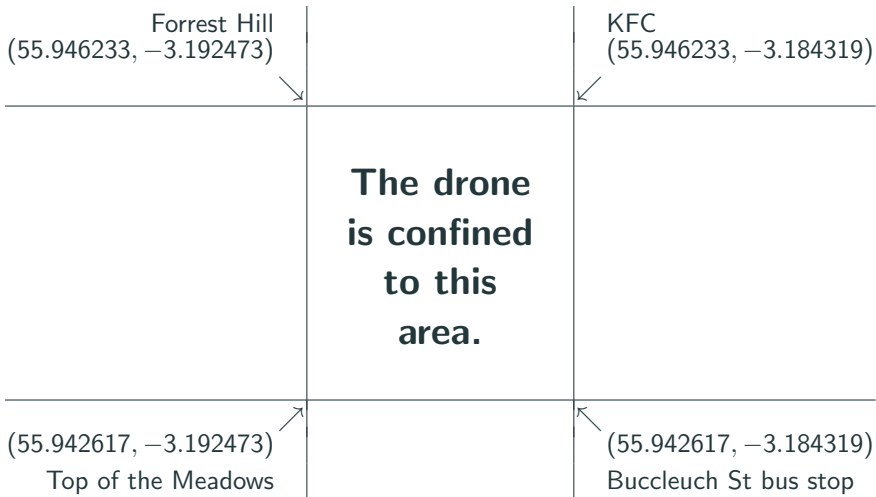 Forrest Hill
(55.946233, −3.192473)
KFC
(55.946233, −3.184319)
The drone
is confined
to this
area.
(55.942617, −3.192473)
Top of the Meadows
(55.942617, −3.184319)
Buccleuch St bus stop